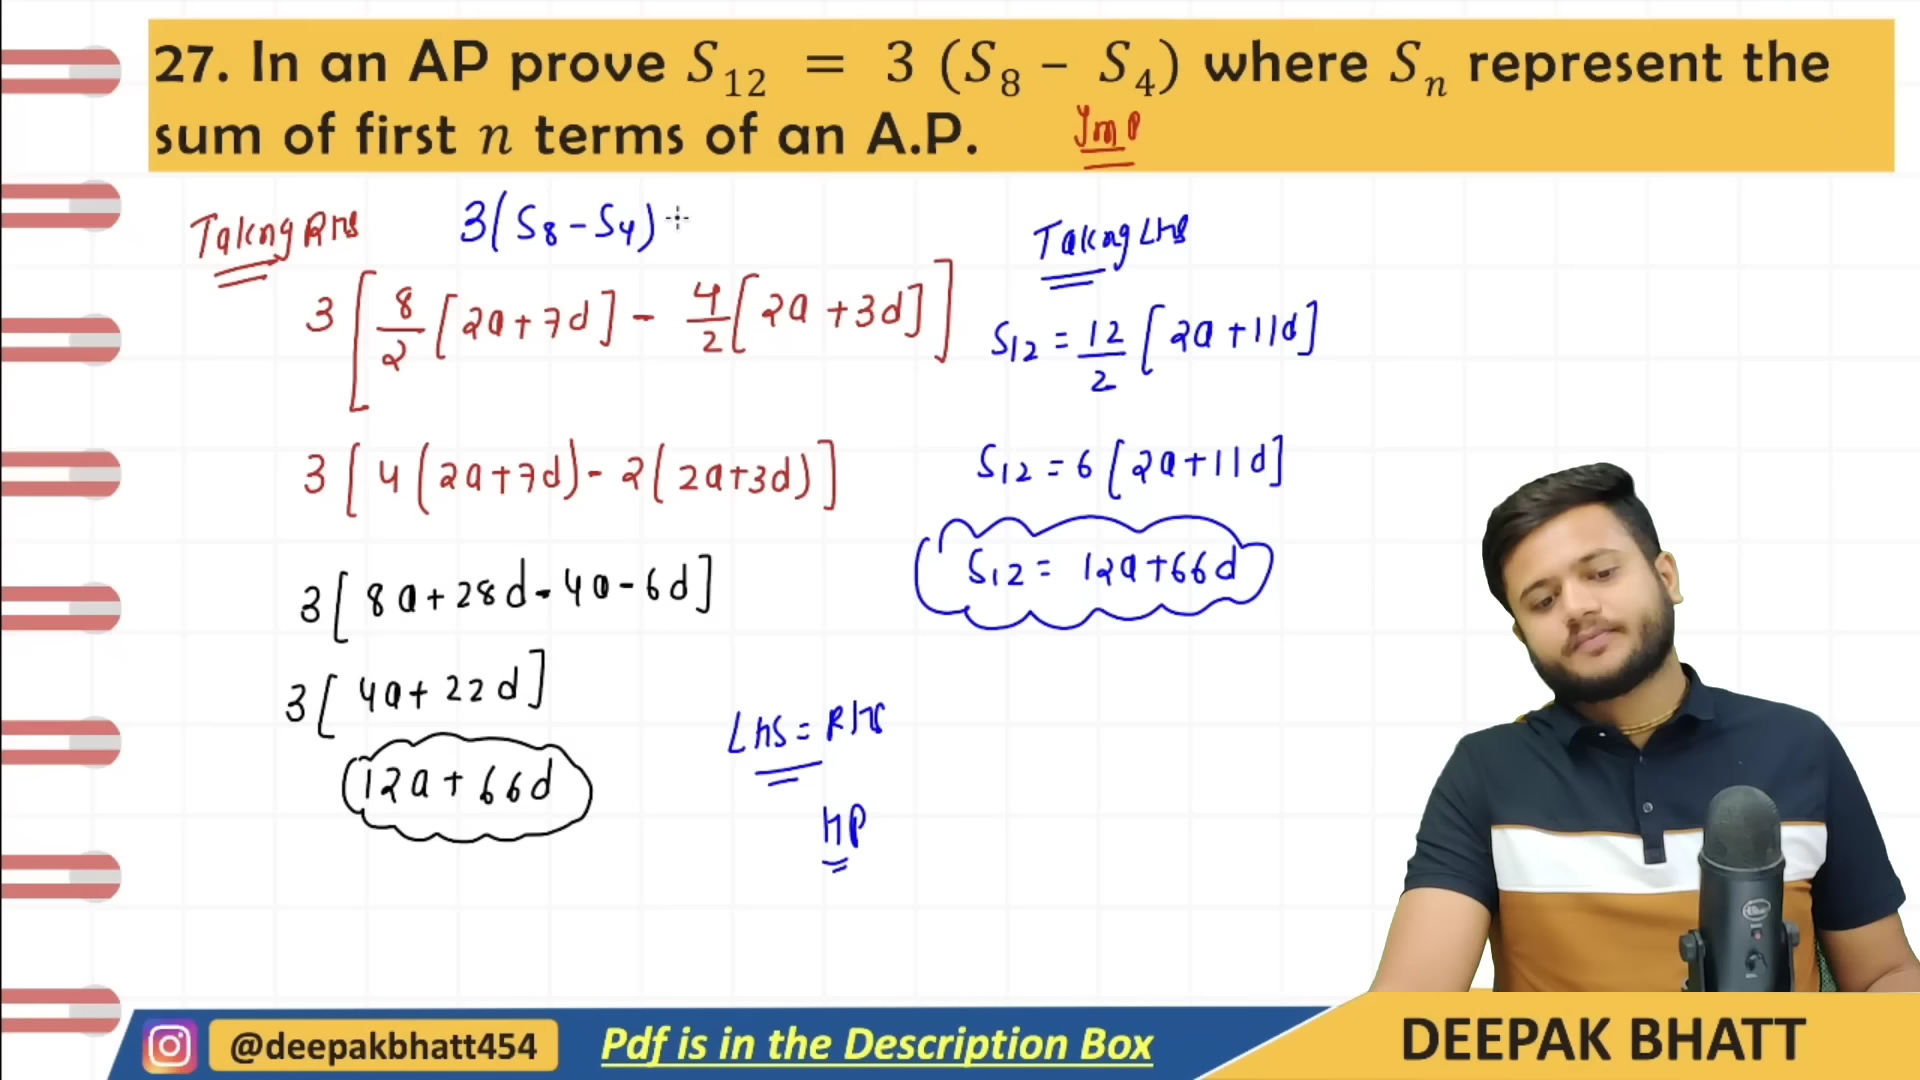 27. In an AP prove S₁₂ = 3 (S₈ – S₄) where Sₙ represent the
sum of first n terms of an A.P.
Imp
Taking RHS 3(S₈ - S₄)
3[8/2 [2a+7d] - 4/2 [2a+3d]]
3[4(2a+7d) - 2(2a+3d)]
3[8a+28d-4a-6d]
3[4a+22d]
12a+66d
Taking LHS
S₁₂ = 12/2 [2a+11d]
S₁₂ = 6[2a+11d]
S₁₂ = 12a+66d
LHS = RHS
HP
@deepakbhatt454
Pdf is in the Description Box
DEEPAK BHATT